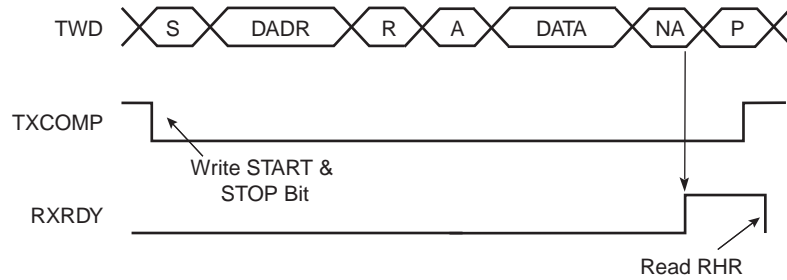 TWD S DADR R A DATA NA P
TXCOMP
Write START &
STOP Bit
RXRDY
Read RHR